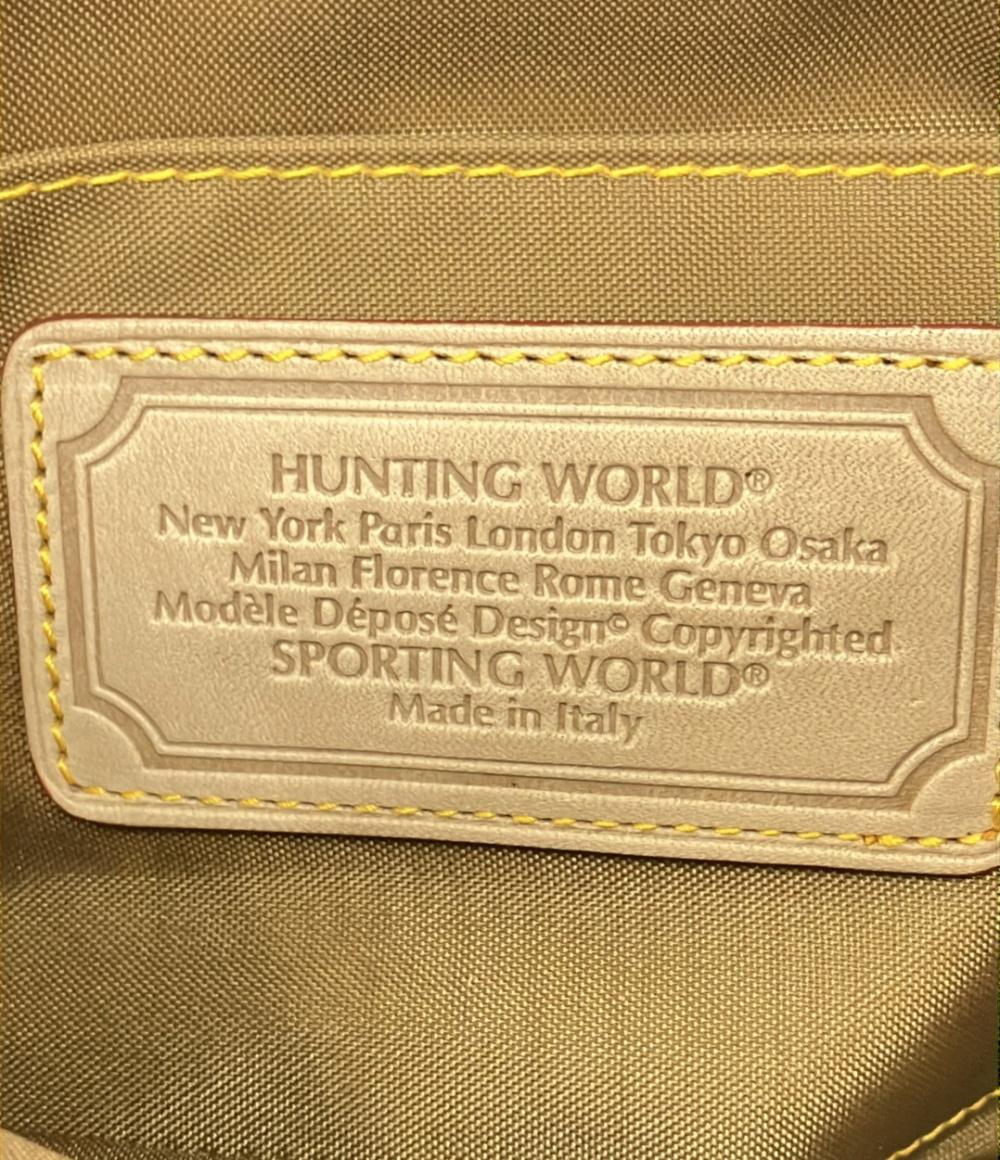 HUNTING WORLD®
New York Paris London Tokyo Osaka
Milan Florence Rome Geneva
Modèle Déposé Design© Copyrighted
SPORTING WORLD®
Made in Italy